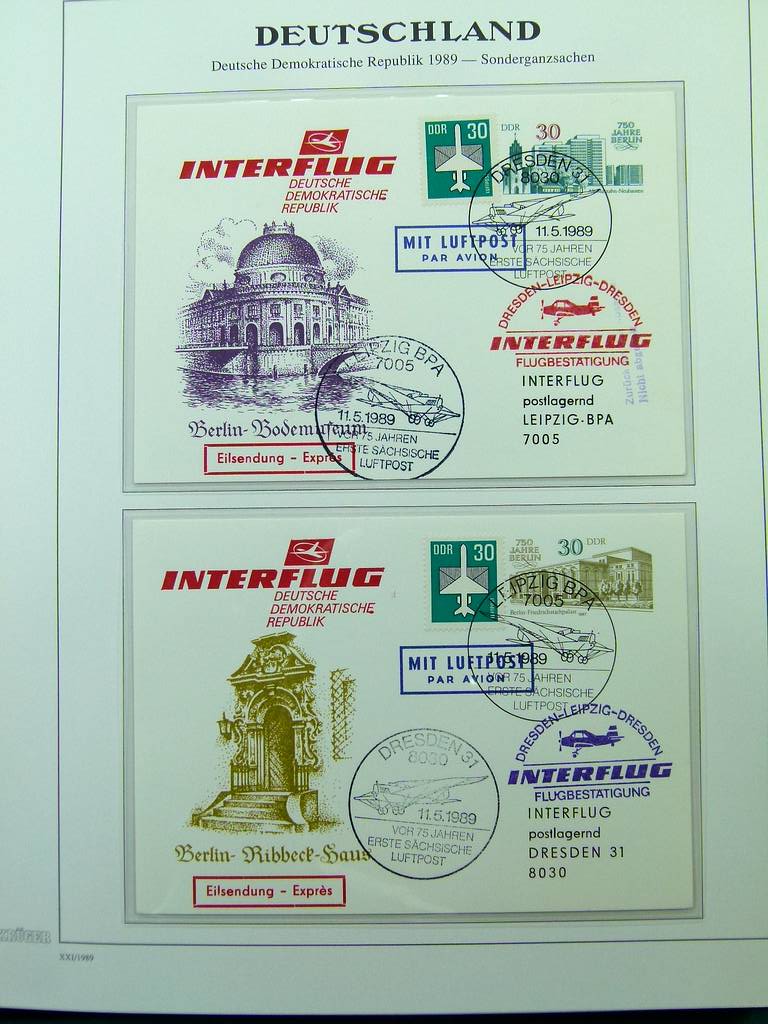 DEUTSCHLAND
Deutsche Demokratische Republik 1989 — Sonderganzsachen
INTERFLUG
DEUTSCHE
DEMOKRATISCHE
REPUBLIK
DDR 30
DDR 30
750
JAHRE
BERLIN
DRESDEN 31
8030
11.5.1989
VOR 75 JAHREN
ERSTE SÄCHSISCHE
LUFTPOST
MIT LUFTPOST
PAR AVION
DRESDEN-LEIPZIG-DRESDEN
INTERFLUG
FLUGBESTÄTIGUNG
Zurück
Nicht
INTERFLUG
postlagernd
LEIPZIG-BPA
7005
LEIPZIG BPA
7005
11.5.1989
VOR 75 JAHREN
ERSTE SÄCHSISCHE
LUFTPOST
Berlin-Bodemuseum
Eilsendung - Exprès
INTERFLUG
DEUTSCHE
DEMOKRATISCHE
REPUBLIK
DDR 30
750
JAHRE
BERLIN
30 DDR
Berlin-Friedrichstadtpalast
LEIPZIG BPA
7005
11.5.1989
VOR 75 JAHREN
ERSTE SÄCHSISCHE
LUFTPOST
MIT LUFTPOST
PAR AVION
DRESDEN-LEIPZIG-DRESDEN
INTERFLUG
FLUGBESTÄTIGUNG
INTERFLUG
postlagernd
DRESDEN 31
8030
DRESDEN 31
8030
11.5.1989
VOR 75 JAHREN
ERSTE SÄCHSISCHE
LUFTPOST
Berlin-Ribbeck-Haus
Eilsendung - Exprès
KRÜGER
XXI/1989